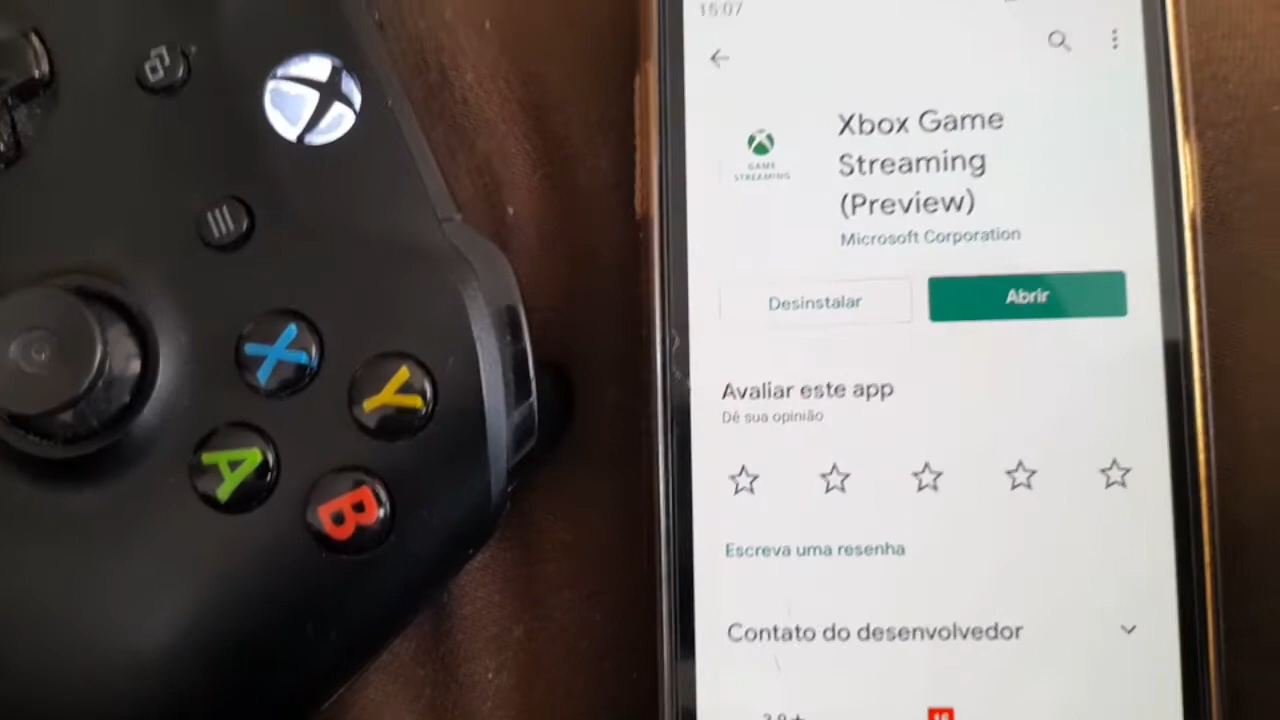 15:07
Xbox Game
Streaming
(Preview)
Microsoft Corporation
GAME
STREAMING
Desinstalar
Abrir
Avaliar este app
Dê sua opinião
Escreva uma resenha
Contato do desenvolvedor
X
Y
A
B